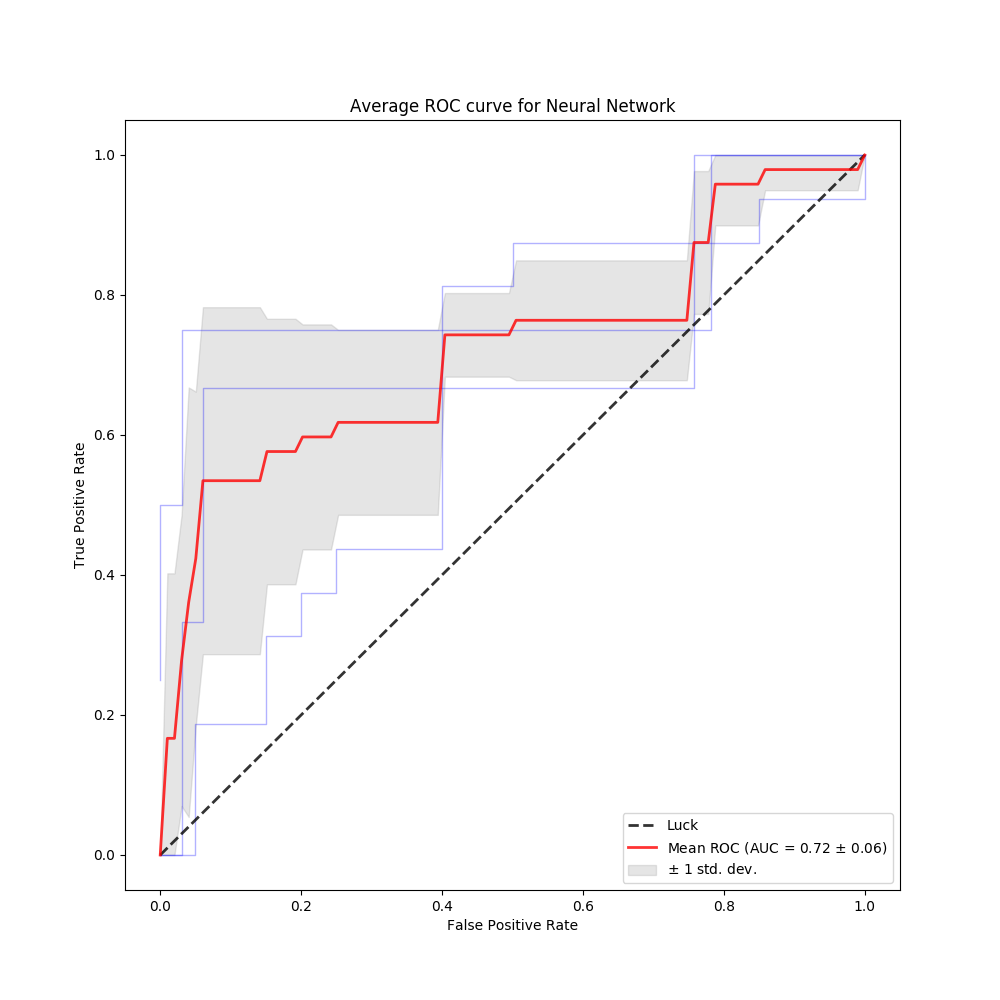 Average ROC curve for Neural Network
1.0
0.8
0.6
0.4
0.2
0.0
True Positive Rate
0.0 0.2 0.4 0.6 0.8 1.0
False Positive Rate
Luck
Mean ROC (AUC = 0.72 ± 0.06)
± 1 std. dev.